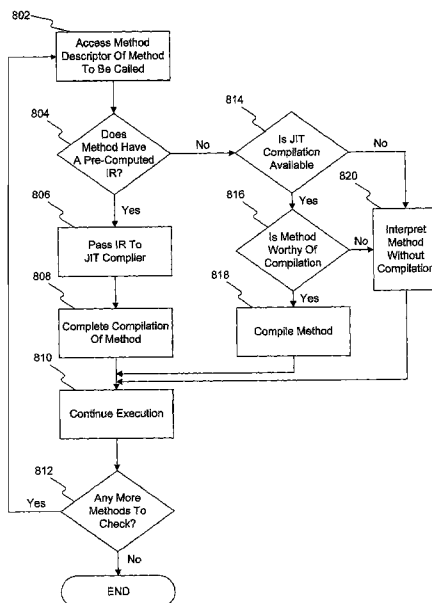 802
Access Method
Descriptor Of Method
To Be Called
804
Does
Method Have
A Pre-Computed
IR?
No
814
Is JIT
Compilation
Available
No
Yes
806
Pass IR To
JIT Complier
Yes
816
Is Method
Worthy Of
Compilation
No
820
Interpret
Method
Without
Compilation
808
Complete Compilation
Of Method
818
Yes
Compile Method
810
Continue Execution
812
Any More
Methods To
Check?
Yes
No
END